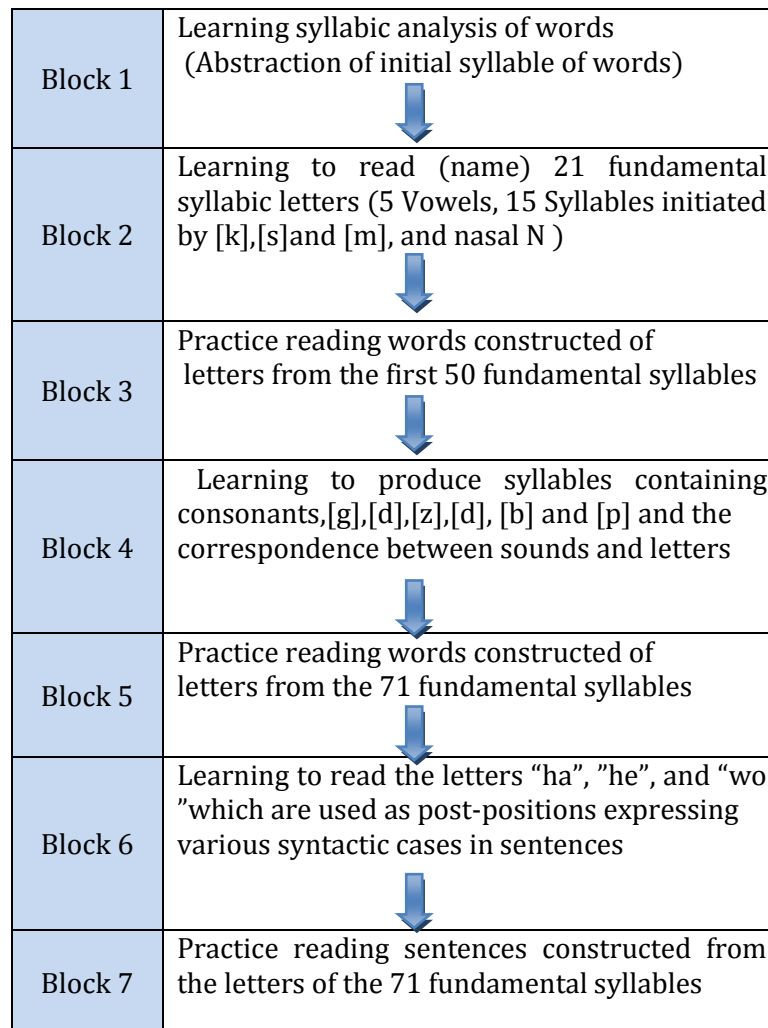 Block 1
Learning syllabic analysis of words
(Abstraction of initial syllable of words)
Block 2
Learning to read (name) 21 fundamental
syllabic letters (5 Vowels, 15 Syllables initiated
by [k],[s]and [m], and nasal N )
Block 3
Practice reading words constructed of
letters from the first 50 fundamental syllables
Block 4
Learning to produce syllables containing
consonants,[g],[d],[z],[d], [b] and [p] and the
correspondence between sounds and letters
Block 5
Practice reading words constructed of
letters from the 71 fundamental syllables
Block 6
Learning to read the letters “ha”, ”he”, and “wo
”which are used as post-positions expressing
various syntactic cases in sentences
Block 7
Practice reading sentences constructed from
the letters of the 71 fundamental syllables